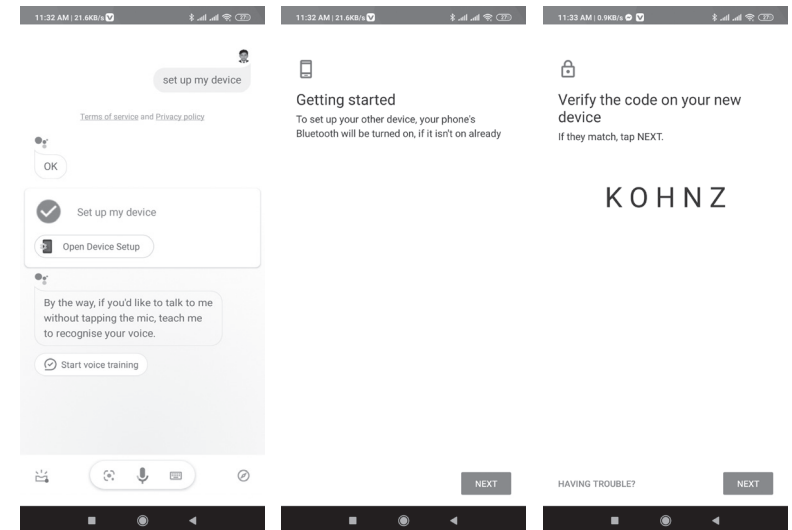 11:32 AM | 21.6KB/s
set up my device
Terms of service and Privacy policy
OK
Set up my device
Open Device Setup
By the way, if you'd like to talk to me
without tapping the mic, teach me
to recognise your voice.
Start voice training
11:32 AM | 21.6KB/s
Getting started
To set up your other device, your phone's
Bluetooth will be turned on, if it isn't on already
NEXT
11:33 AM | 0.9KB/s
Verify the code on your new
device
If they match, tap NEXT.
KOHNZ
HAVING TROUBLE?
NEXT